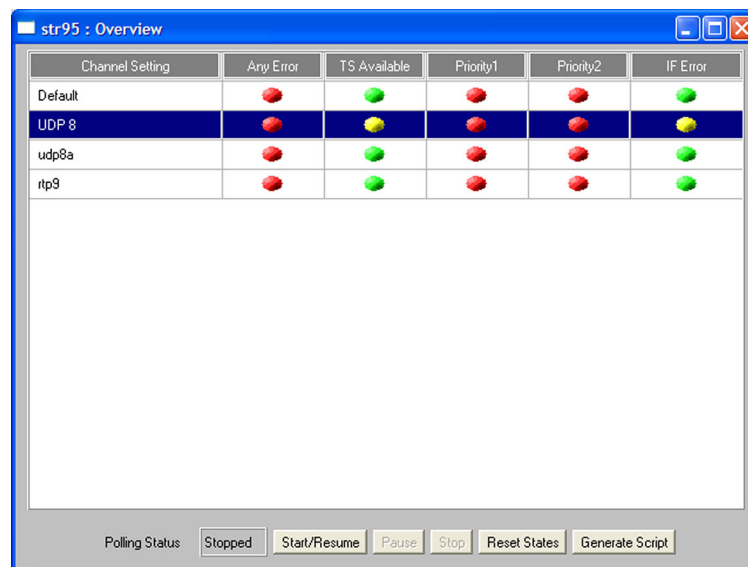 str95 : Overview
Channel Setting Any Error TS Available Priority1 Priority2 IF Error
Default
UDP 8
udp8a
rtp9
Polling Status Stopped Start/Resume Pause Stop Reset States Generate Script